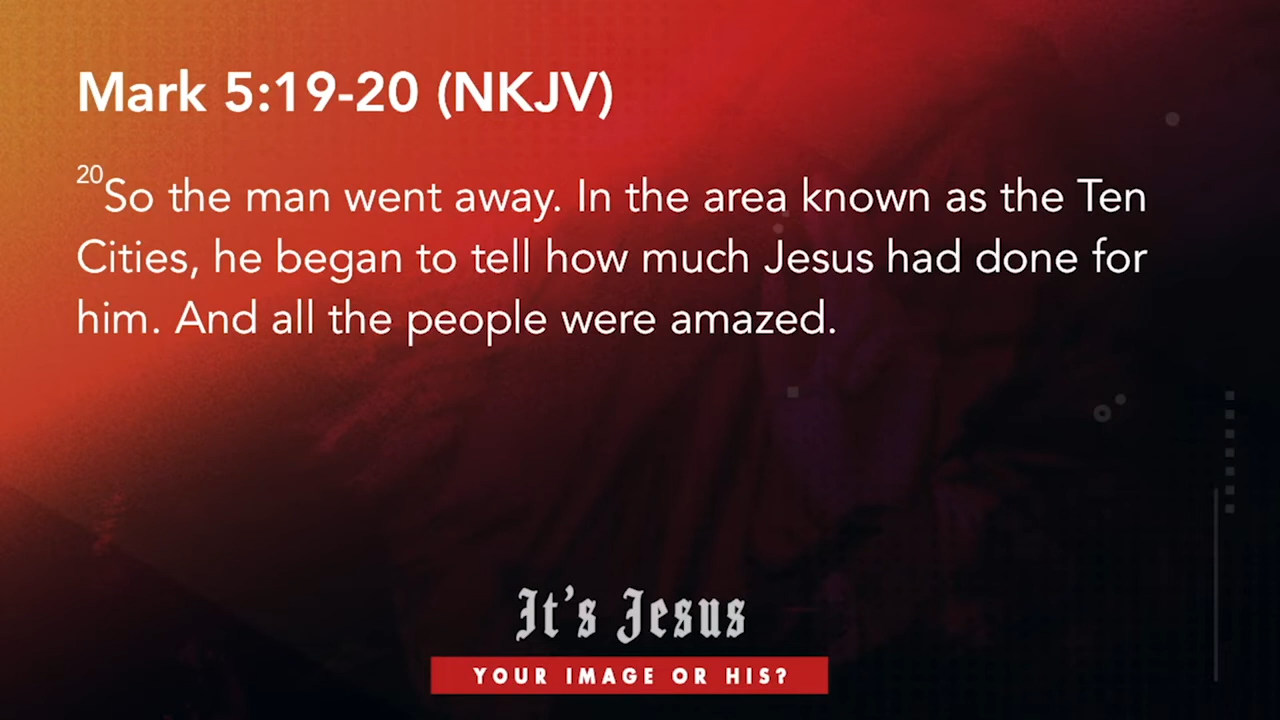 Mark 5:19-20 (NKJV)
20So the man went away. In the area known as the Ten
Cities, he began to tell how much Jesus had done for
him. And all the people were amazed.
It's Jesus
YOUR IMAGE OR HIS?